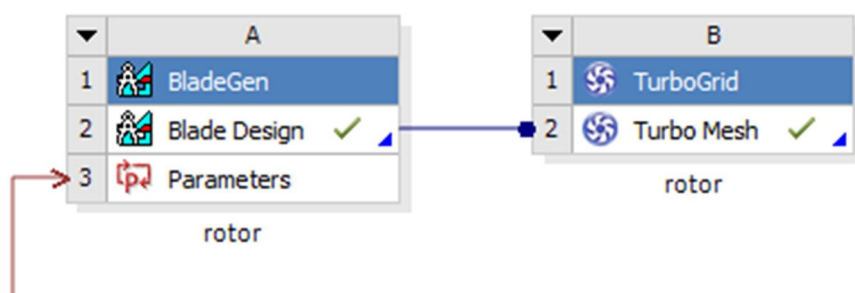 A
1 BladeGen
2 Blade Design
3 Parameters
rotor
B
1 TurboGrid
2 Turbo Mesh
rotor